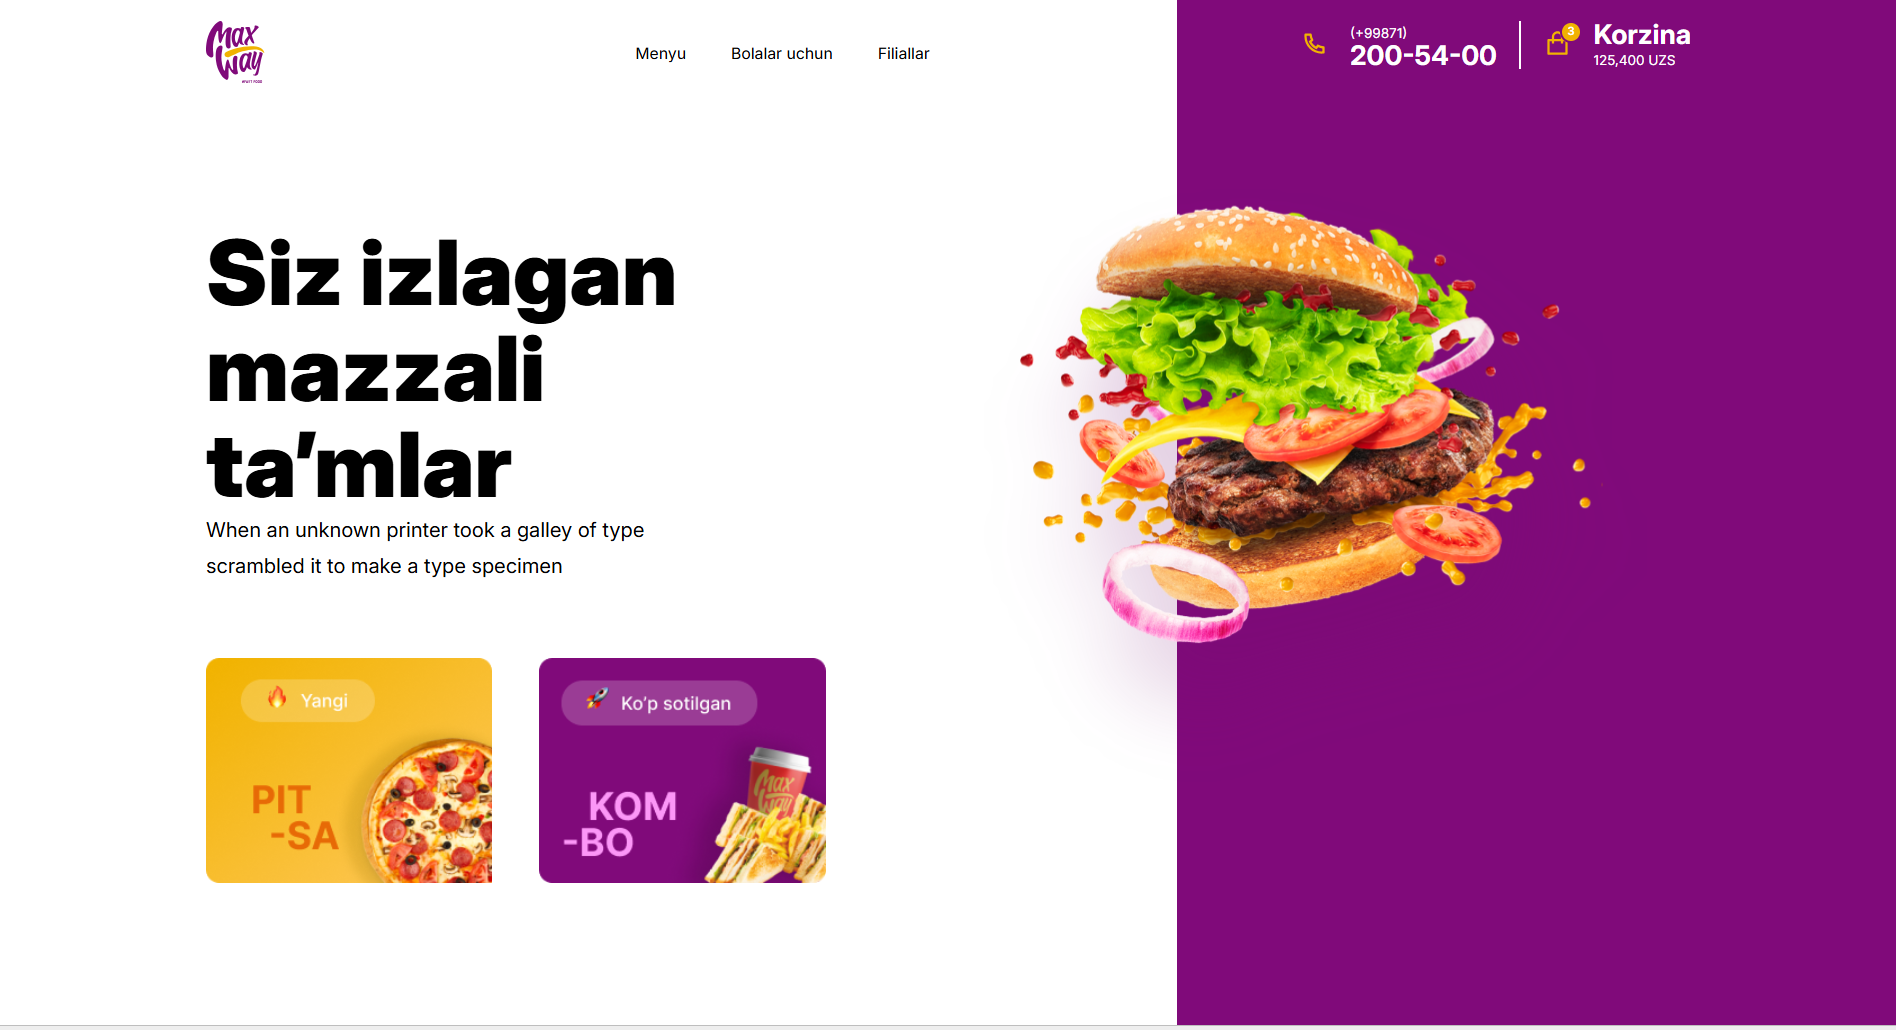 Max
Way
Menyu
Bolalar uchun
Filiallar
(+99871)
200-54-00
3
Korzina
125,400 UZS
Siz izlagan
mazzali
ta’mlar
When an unknown printer took a galley of type
scrambled it to make a type specimen
Yangi
PIT
-SA
Ko‘p sotilgan
KOM
-BO
Max
Way